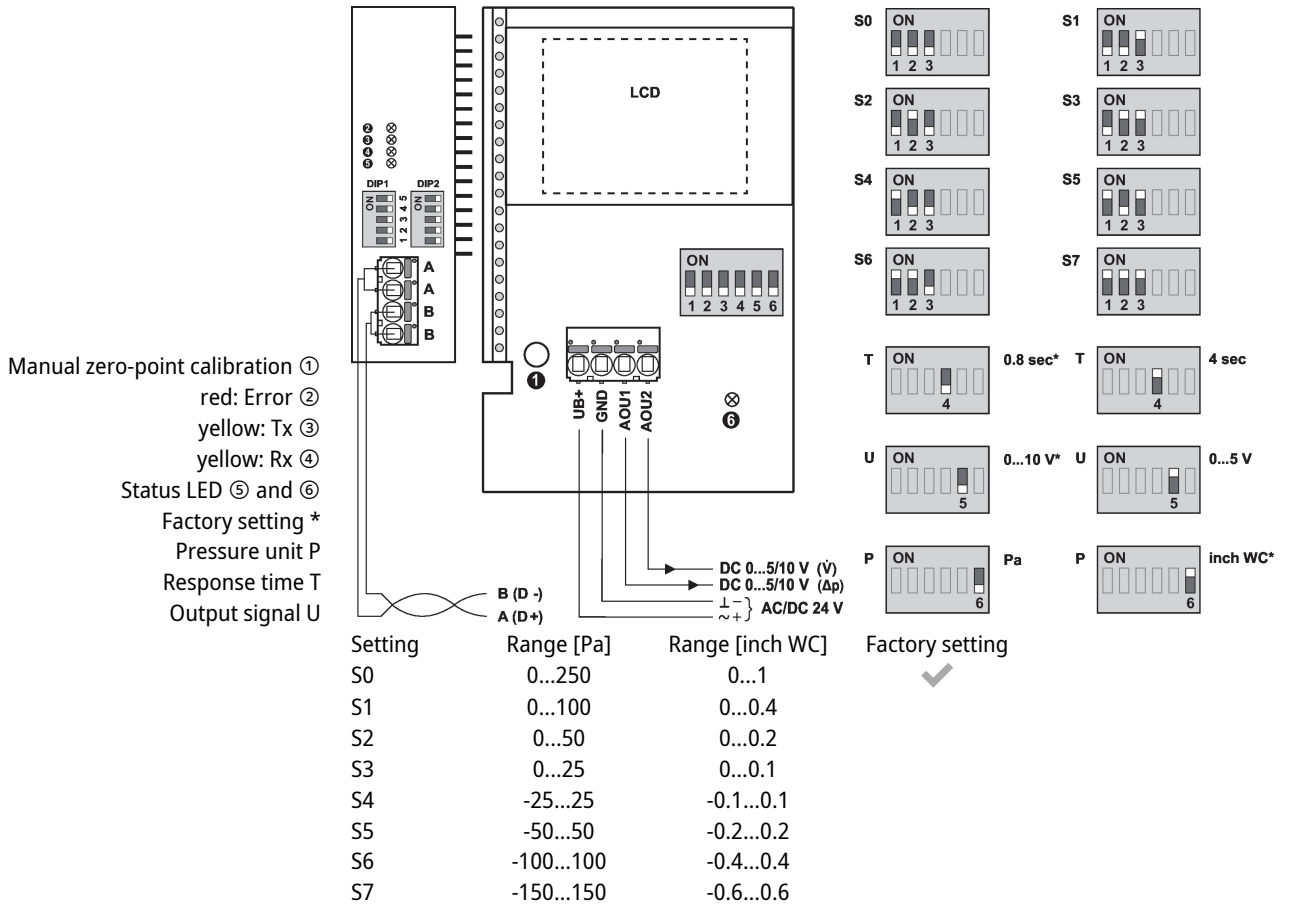 LCD
❷
❸
❹
❺
DIP1
DIP2
ON
ON
1 2 3 4 5
A
A
B
B
ON
1 2 3 4 5 6
❶
❻
UB+
GND
AOU1
AOU2
DC 0...5/10 V (V̇)
DC 0...5/10 V (Δp)
⊥ −
~ + } AC/DC 24 V
B (D -)
A (D+)
Manual zero-point calibration ①
red: Error ②
yellow: Tx ③
yellow: Rx ④
Status LED ⑤ and ⑥
Factory setting *
Pressure unit P
Response time T
Output signal U
S0 ON
1 2 3
S1 ON
1 2 3
S2 ON
1 2 3
S3 ON
1 2 3
S4 ON
1 2 3
S5 ON
1 2 3
S6 ON
1 2 3
S7 ON
1 2 3
T ON 0.8 sec*
4
T ON 4 sec
4
U ON 0...10 V*
5
U ON 0...5 V
5
P ON Pa
6
P ON inch WC*
6
Setting Range [Pa] Range [inch WC] Factory setting
S0 0...250 0...1 ✓
S1 0...100 0...0.4
S2 0...50 0...0.2
S3 0...25 0...0.1
S4 -25...25 -0.1...0.1
S5 -50...50 -0.2...0.2
S6 -100...100 -0.4...0.4
S7 -150...150 -0.6...0.6